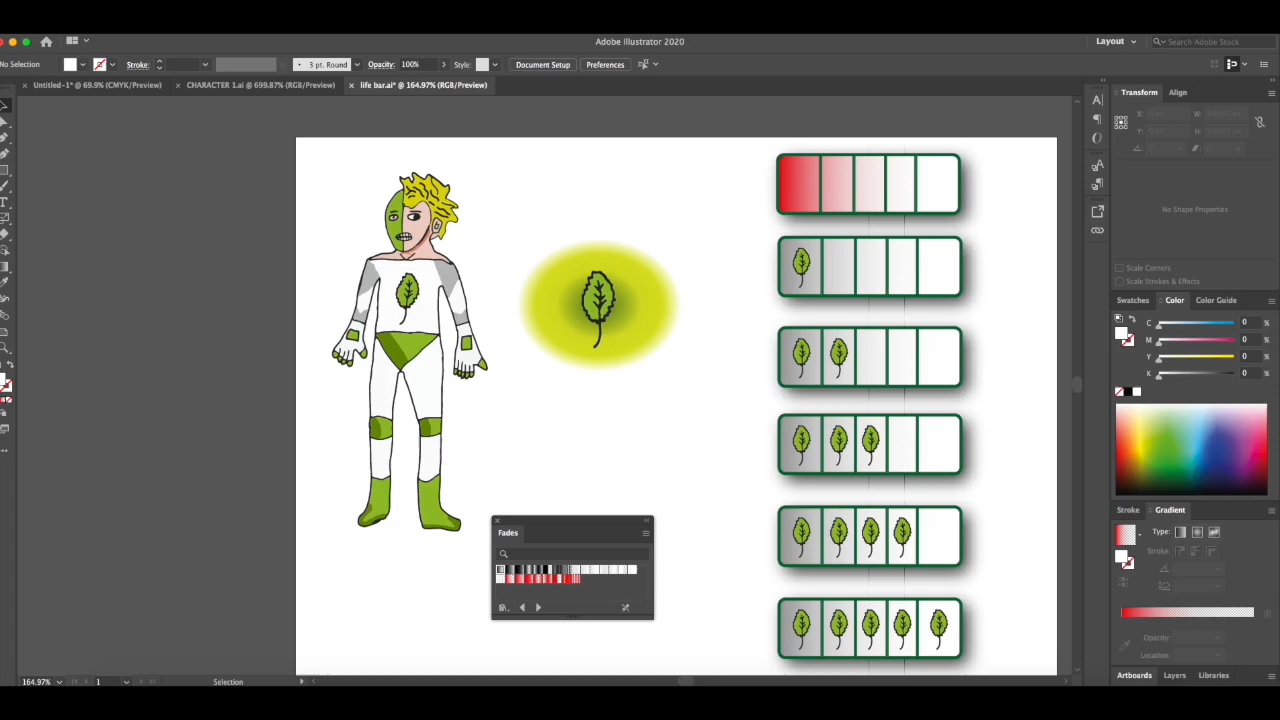 Adobe Illustrator 2020
Layout
Search Adobe Stock
No Selection
Stroke:
3 pt. Round
Opacity:
100%
Style:
Document Setup
Preferences
Untitled-1* @ 69.9% (CMYK/Preview)
CHARACTER 1.ai @ 699.87% (RGB/Preview)
life bar.ai* @ 164.97% (RGB/Preview)
Transform
Align
X:
W:
Y:
H:
No Shape Properties
Scale Corners
Scale Strokes & Effects
Swatches
Color
Color Guide
C
0
%
M
0
%
Y
0
%
K
0
%
Stroke
Gradient
Type:
Stroke:
Opacity:
Location:
Fades
Artboards
Layers
Libraries
164.97%
1
Selection